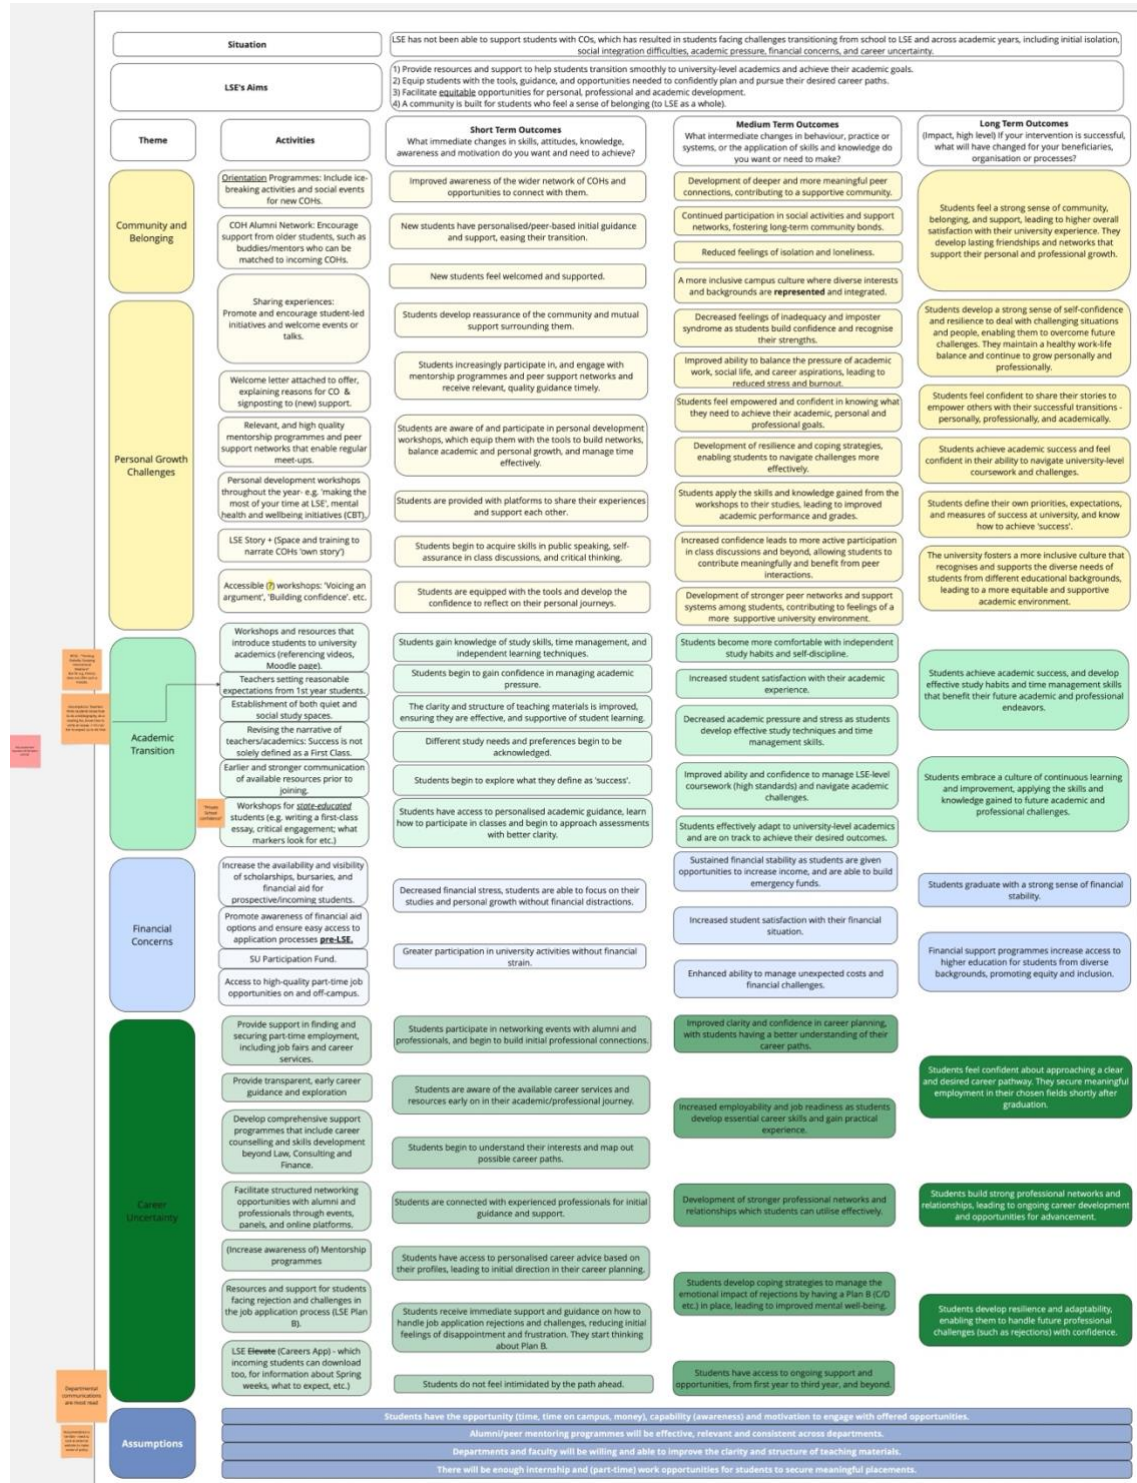 Situation
LSE has not been able to support students with COs, which has resulted in students facing challenges transitioning from school to LSE and across academic years, including initial isolation,
social integration difficulties, academic pressure, financial concerns, and career uncertainty.
LSE's Aims
1) Provide resources and support to help students transition smoothly to university-level academics and achieve their academic goals.
2) Equip students with the tools, guidance, and opportunities needed to confidently plan and pursue their desired career paths.
3) Facilitate equitable opportunities for personal, professional and academic development.
4) A community is built for students who feel a sense of belonging (to LSE as a whole).
Theme
Activities
Short Term Outcomes
What immediate changes in skills, attitudes, knowledge,
awareness and motivation do you want and need to achieve?
Medium Term Outcomes
What intermediate changes in behaviour, practice or
systems, or the application of skills and knowledge do
you want or need to make?
Long Term Outcomes
(Impact, high level) If your intervention is successful,
what will have changed for your beneficiaries,
organisation or processes?
Community and
Belonging
Orientation Programmes: Include ice-
breaking activities and social events
for new COHs.
COH Alumni Network: Encourage
support from older students, such as
buddies/mentors who can be
matched to incoming COHs.
Sharing experiences:
Promote and encourage student-led
initiatives and welcome events or
talks.
Improved awareness of the wider network of COHs and
opportunities to connect with them.
New students have personalised/peer-based initial guidance
and support, easing their transition.
New students feel welcomed and supported.
Development of deeper and more meaningful peer
connections, contributing to a supportive community.
Continued participation in social activities and support
networks, fostering long-term community bonds.
Reduced feelings of isolation and loneliness.
A more inclusive campus culture where diverse interests
and backgrounds are represented and integrated.
Students feel a strong sense of community,
belonging, and support, leading to higher overall
satisfaction with their university experience. They
develop lasting friendships and networks that
support their personal and professional growth.
Personal Growth
Challenges
Welcome letter attached to offer,
explaining reasons for CO &
signposting to (new) support.
Relevant, and high quality
mentorship programmes and peer
support networks that enable regular
meet-ups.
Personal development workshops
throughout the year- e.g. 'making the
most of your time at LSE', mental
health and wellbeing initiatives (CBT).
LSE Story + (Space and training to
narrate COHs 'own story')
Accessible (?) workshops: 'Voicing an
argument', 'Building confidence'. etc.
Students develop reassurance of the community and mutual
support surrounding them.
Students increasingly participate in, and engage with
mentorship programmes and peer support networks and
receive relevant, quality guidance timely.
Students are aware of and participate in personal development
workshops, which equip them with the tools to build networks,
balance academic and personal growth, and manage time
effectively.
Students are provided with platforms to share their experiences
and support each other.
Students begin to acquire skills in public speaking, self-
assurance in class discussions, and critical thinking.
Students are equipped with the tools and develop the
confidence to reflect on their personal journeys.
Decreased feelings of inadequacy and imposter
syndrome as students build confidence and recognise
their strengths.
Improved ability to balance the pressure of academic
work, social life, and career aspirations, leading to
reduced stress and burnout.
Students feel empowered and confident in knowing what
they need to achieve their academic, personal and
professional goals.
Development of resilience and coping strategies,
enabling students to navigate challenges more
effectively.
Students apply the skills and knowledge gained from the
workshops to their studies, leading to improved
academic performance and grades.
Increased confidence leads to more active participation
in class discussions and beyond, allowing students to
contribute meaningfully and benefit from peer
interactions.
Development of stronger peer networks and support
systems among students, contributing to feelings of a
more supportive university environment.
Students develop a strong sense of self-confidence
and resilience to deal with challenging situations
and people, enabling them to overcome future
challenges. They maintain a healthy work-life
balance and continue to grow personally and
professionally.
Students feel confident to share their stories to
empower others with their successful transitions -
personally, professionally, and academically.
Students achieve academic success and feel
confident in their ability to navigate university-level
coursework and challenges.
Students define their own priorities, expectations,
and measures of success at university, and know
how to achieve 'success'.
The university fosters a more inclusive culture that
recognises and supports the diverse needs of
students from different educational backgrounds,
leading to a more equitable and supportive
academic environment.
Academic
Transition
Workshops and resources that
introduce students to university
academics (referencing videos,
Moodle page).
Teachers setting reasonable
expectations from 1st year students.
Establishment of both quiet and
social study spaces.
Revising the narrative of
teachers/academics: Success is not
solely defined as a First Class.
Earlier and stronger communication
of available resources prior to
joining.
"Private
School
confidence"
Workshops for state-educated
students (e.g. writing a first-class
essay, critical engagement; what
markers look for etc.)
Students gain knowledge of study skills, time management, and
independent learning techniques.
Students begin to gain confidence in managing academic
pressure.
The clarity and structure of teaching materials is improved,
ensuring they are effective, and supportive of student learning.
Different study needs and preferences begin to be
acknowledged.
Students begin to explore what they define as 'success'.
Students have access to personalised academic guidance, learn
how to participate in classes and begin to approach assessments
with better clarity.
Students become more comfortable with independent
study habits and self-discipline.
Increased student satisfaction with their academic
experience.
Decreased academic pressure and stress as students
develop effective study techniques and time
management skills.
Improved ability and confidence to manage LSE-level
coursework (high standards) and navigate academic
challenges.
Students effectively adapt to university-level academics
and are on track to achieve their desired outcomes.
Students achieve academic success, and develop
effective study habits and time management skills
that benefit their future academic and professional
endeavors.
Students embrace a culture of continuous learning
and improvement, applying the skills and
knowledge gained to future academic and
professional challenges.
Financial
Concerns
Increase the availability and visibility
of scholarships, bursaries, and
financial aid for
prospective/incoming students.
Promote awareness of financial aid
options and ensure easy access to
application processes pre-LSE.
SU Participation Fund.
Access to high-quality part-time job
opportunities on and off-campus.
Decreased financial stress, students are able to focus on their
studies and personal growth without financial distractions.
Greater participation in university activities without financial
strain.
Sustained financial stability as students are given
opportunities to increase income, and are able to build
emergency funds.
Increased student satisfaction with their financial
situation.
Enhanced ability to manage unexpected costs and
financial challenges.
Students graduate with a strong sense of financial
stability.
Financial support programmes increase access to
higher education for students from diverse
backgrounds, promoting equity and inclusion.
Career
Uncertainty
Provide support in finding and
securing part-time employment,
including job fairs and career
services.
Provide transparent, early career
guidance and exploration
Develop comprehensive support
programmes that include career
counselling and skills development
beyond Law, Consulting and
Finance.
Facilitate structured networking
opportunities with alumni and
professionals through events,
panels, and online platforms.
(Increase awareness of) Mentorship
programmes
Resources and support for students
facing rejection and challenges in
the job application process (LSE Plan
B).
LSE Elevate (Careers App) - which
incoming students can download
too, for information about Spring
weeks, what to expect, etc.)
Students participate in networking events with alumni and
professionals, and begin to build initial professional connections.
Students are aware of the available career services and
resources early on in their academic/professional journey.
Students begin to understand their interests and map out
possible career paths.
Students are connected with experienced professionals for initial
guidance and support.
Students have access to personalised career advice based on
their profiles, leading to initial direction in their career planning.
Students receive immediate support and guidance on how to
handle job application rejections and challenges, reducing initial
feelings of disappointment and frustration. They start thinking
about Plan B.
Students do not feel intimidated by the path ahead.
Improved clarity and confidence in career planning,
with students having a better understanding of their
career paths.
Increased employability and job readiness as students
develop essential career skills and gain practical
experience.
Development of stronger professional networks and
relationships which students can utilise effectively.
Students develop coping strategies to manage the
emotional impact of rejections by having a Plan B (C/D
etc.) in place, leading to improved mental well-being.
Students have access to ongoing support and
opportunities, from first year to third year, and beyond.
Students feel confident about approaching a clear
and desired career pathway. They secure meaningful
employment in their chosen fields shortly after
graduation.
Students build strong professional networks and
relationships, leading to ongoing career development
and opportunities for advancement.
Students develop resilience and adaptability,
enabling them to handle future professional
challenges (such as rejections) with confidence.
Departmental
communications
are most read
Assumptions
Students have the opportunity (time, time on campus, money), capability (awareness) and motivation to engage with offered opportunities.
Alumni/peer mentoring programmes will be effective, relevant and consistent across departments.
Departments and faculty will be willing and able to improve the clarity and structure of teaching materials.
There will be enough internship and (part-time) work opportunities for students to secure meaningful placements.